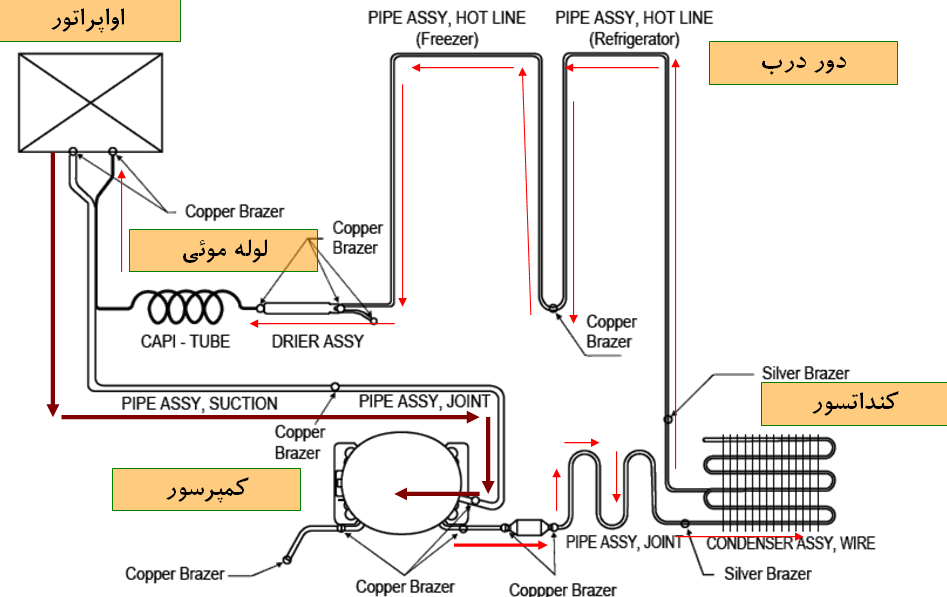 اواپراتور
PIPE ASSY, HOT LINE
(Freezer)
PIPE ASSY, HOT LINE
(Refrigerator)
دور درب
Copper Brazer
لوله موئی
Copper
Brazer
CAPI - TUBE
DRIER ASSY
Copper
Brazer
Silver Brazer
کنداتسور
PIPE ASSY, SUCTION
PIPE ASSY, JOINT
Copper
Brazer
کمپرسور
PIPE ASSY, JOINT
CONDENSER ASSY, WIRE
Copper Brazer
Copper Brazer
Coppper Brazer
Silver Brazer